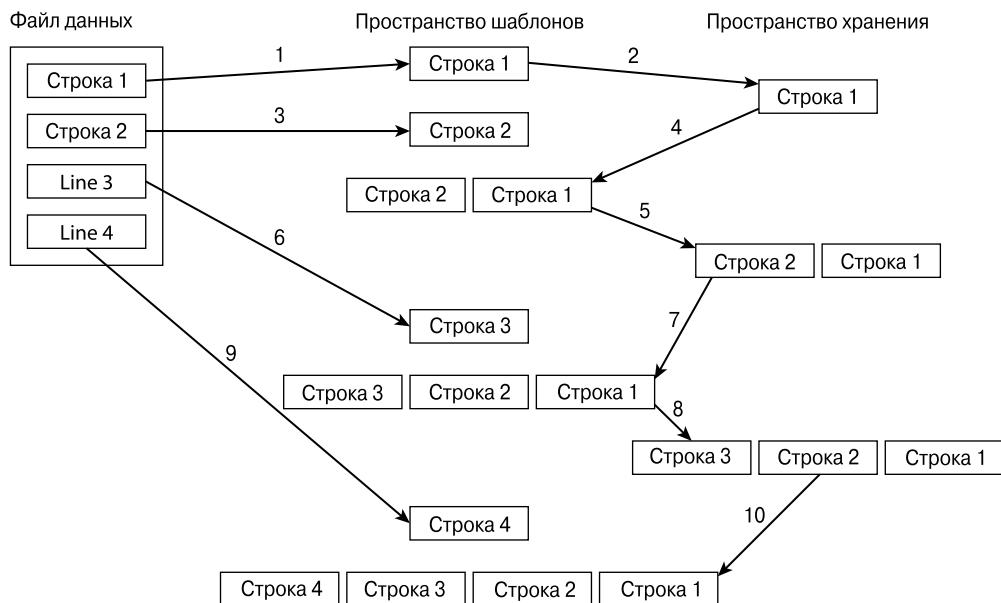 Файл данных Пространство шаблонов Пространство хранения
Строка 1 1 Строка 1 2 Строка 1
Строка 2 3 Строка 2 4
Line 3 Строка 2 Строка 1
Line 4 6 5 Строка 2 Строка 1
Строка 3 7
9
Строка 3 Строка 2 Строка 1
8
Строка 3 Строка 2 Строка 1
Строка 4 10
Строка 4 Строка 3 Строка 2 Строка 1